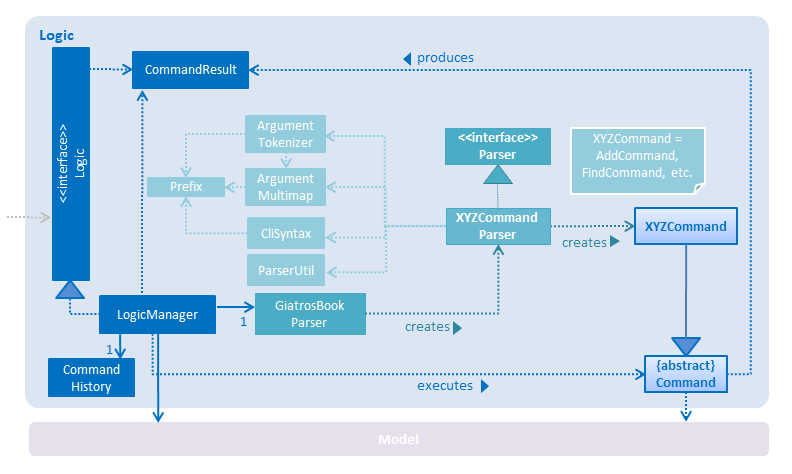 Logic
produces
CommandResult
<<interface>>
Logic
Argument
Tokenizer
<<interface>>
Parser
XYZCommand =
AddCommand,
FindCommand, etc.
Prefix
Argument
Multimap
CliSyntax
XYZCommand
Parser
XYZCommand
creates
ParserUtil
LogicManager
1
GiatrosBook
Parser
creates
1
Command
History
executes
{abstract}
Command
Model